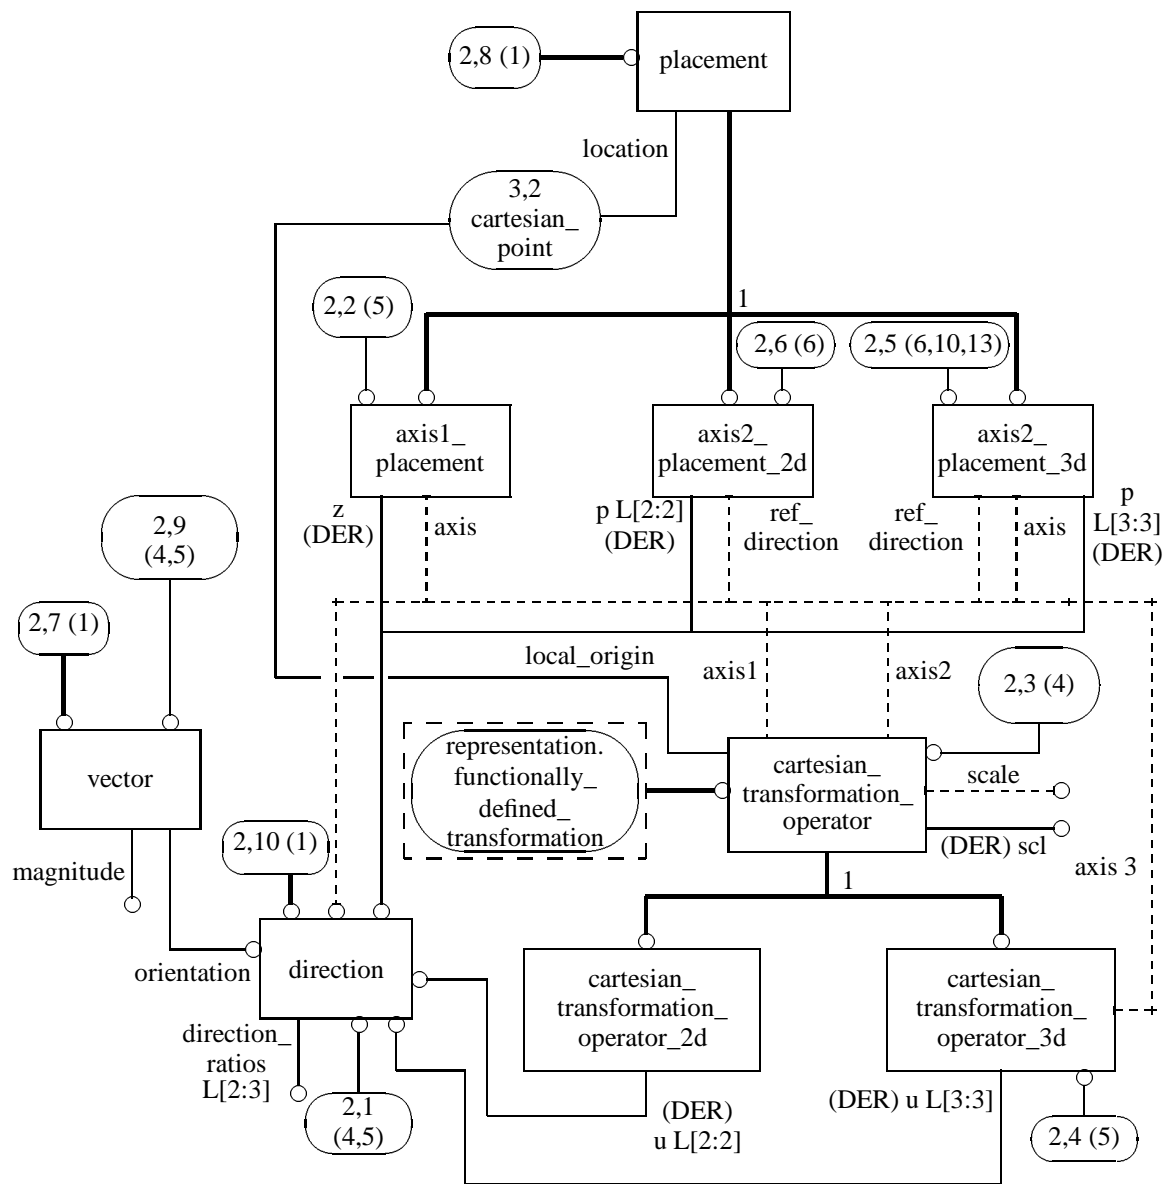 2,8 (1)
placement
location
3,2
cartesian_
point
2,2 (5)
1
2,6 (6)
2,5 (6,10,13)
axis1_
placement
axis2_
placement_2d
axis2_
placement_3d
z
(DER)
axis
p L[2:2]
(DER)
ref_
direction
ref_
direction
axis
p
L[3:3]
(DER)
2,9
(4,5)
2,7 (1)
local_origin
axis1
axis2
2,3 (4)
vector
representation.
functionally_
defined_
transformation
cartesian_
transformation_
operator
scale
(DER) scl
magnitude
2,10 (1)
1
axis 3
orientation
direction
cartesian_
transformation_
operator_2d
cartesian_
transformation_
operator_3d
direction_
ratios
L[2:3]
2,1
(4,5)
(DER)
u L[2:2]
(DER) u L[3:3]
2,4 (5)